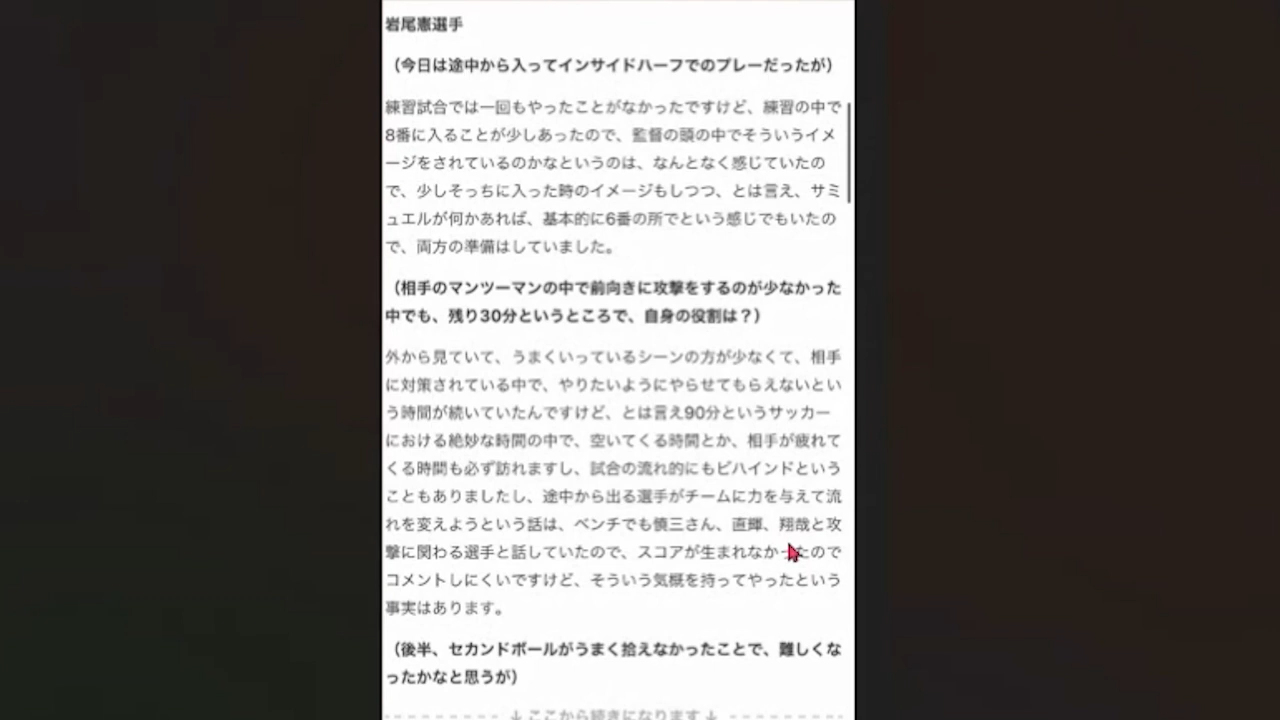 岩尾憲選手
（今日は途中から入ってインサイドハーフでのプレーだったが）
練習試合では一回もやったことがなかったですけど、練習の中で
8番に入ることが少しあったので、監督の頭の中でそういうイメ
ージをされているのかなというのは、なんとなく感じていたの
で、少しそっちに入った時のイメージもしつつ、とは言え、サミ
ュエルが何かあれば、基本的に6番の所でという感じでもいたの
で、両方の準備はしていました。
（相手のマンツーマンの中で前向きに攻撃をするのが少なかった
中でも、残り30分というところで、自身の役割は？）
外から見ていて、うまくいっているシーンの方が少なくて、相手
に対策されている中で、やりたいようにやらせてもらえないとい
う時間が続いていたんですけど、とは言え90分というサッカー
における絶妙な時間の中で、空いてくる時間とか、相手が疲れて
くる時間も必ず訪れますし、試合の流れ的にもビハインドという
こともありましたし、途中から出る選手がチームに力を与えて流
れを変えようという話は、ベンチでも慎三さん、直輝、翔哉と攻
撃に関わる選手と話していたので、スコアが生まれなかったので
コメントしにくいですけど、そういう気概を持ってやったという
事実はあります。
（後半、セカンドボールがうまく拾えなかったことで、難しくな
ったかなと思うが）
↓ ここから続きになります ↓